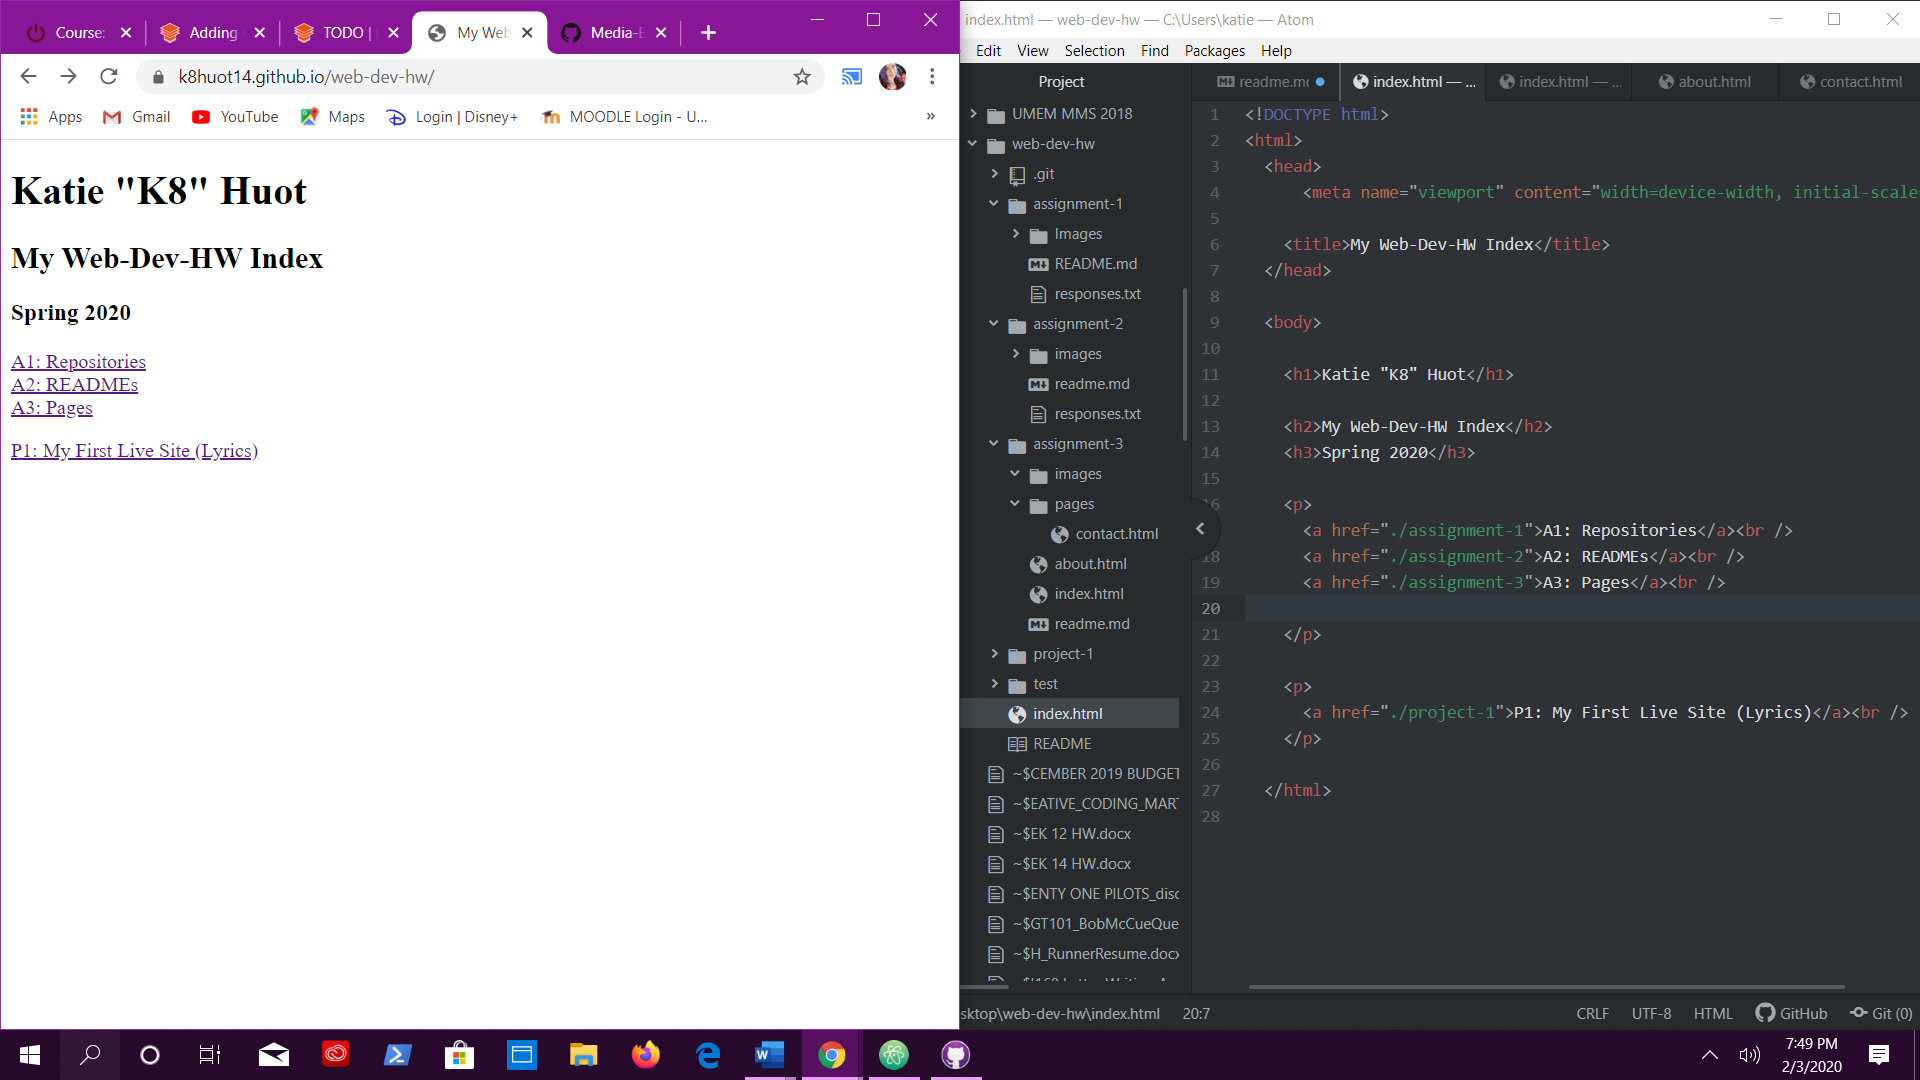 Course:
Adding
TODO |
My Web
Media-E
k8huot14.github.io/web-dev-hw/
Apps
Gmail
YouTube
Maps
Login | Disney+
MOODLE Login - U...
»
Katie "K8" Huot
My Web-Dev-HW Index
Spring 2020
A1: Repositories
A2: READMEs
A3: Pages
P1: My First Live Site (Lyrics)
index.html — web-dev-hw — C:\Users\katie — Atom
Edit View Selection Find Packages Help
Project
UMEM MMS 2018
web-dev-hw
.git
assignment-1
Images
README.md
responses.txt
assignment-2
images
readme.md
responses.txt
assignment-3
images
pages
contact.html
about.html
index.html
readme.md
project-1
test
index.html
README
~$CEMBER 2019 BUDGET
~$EATIVE_CODING_MAR
~$EK 12 HW.docx
~$EK 14 HW.docx
~$ENTY ONE PILOTS_disc
~$GT101_BobMcCueQue
~$H_RunnerResume.docx
readme.m
index.html — ...
index.html — ...
about.html
contact.html
1 <!DOCTYPE html>
2 <html>
3 <head>
4 <meta name="viewport" content="width=device-width, initial-scale
5
6 <title>My Web-Dev-HW Index</title>
7 </head>
8
9 <body>
10
11 <h1>Katie "K8" Huot</h1>
12
13 <h2>My Web-Dev-HW Index</h2>
14 <h3>Spring 2020</h3>
15
16 <p>
<a href="./assignment-1">A1: Repositories</a><br />
18 <a href="./assignment-2">A2: READMEs</a><br />
19 <a href="./assignment-3">A3: Pages</a><br />
20
21 </p>
22
23 <p>
24 <a href="./project-1">P1: My First Live Site (Lyrics)</a><br />
25 </p>
26
27 </html>
28
sktop\web-dev-hw\index.html 20:7 CRLF UTF-8 HTML GitHub Git (0)
7:49 PM
2/3/2020